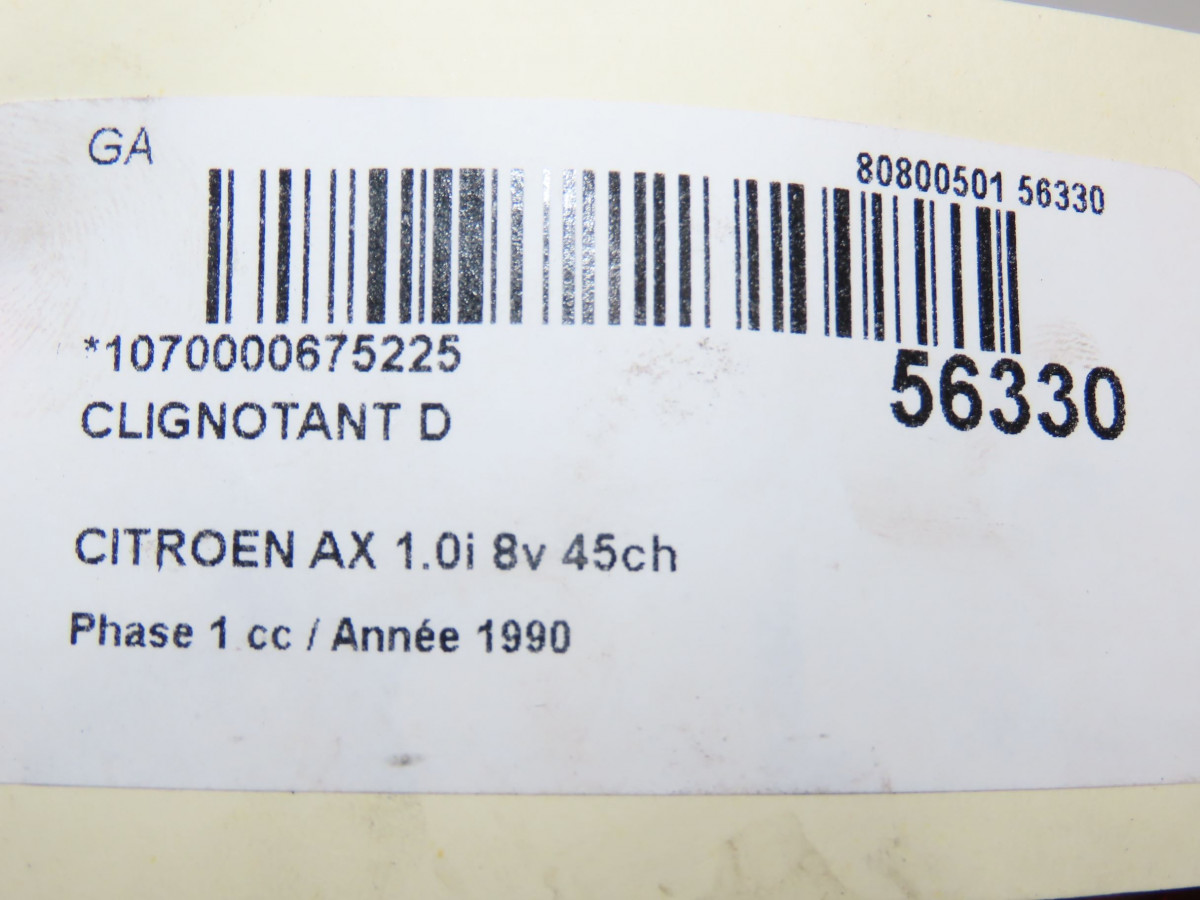 GA
80800501 56330
*1070000675225
56330
CLIGNOTANT D
CITROEN AX 1.0i 8v 45ch
Phase 1 cc / Année 1990